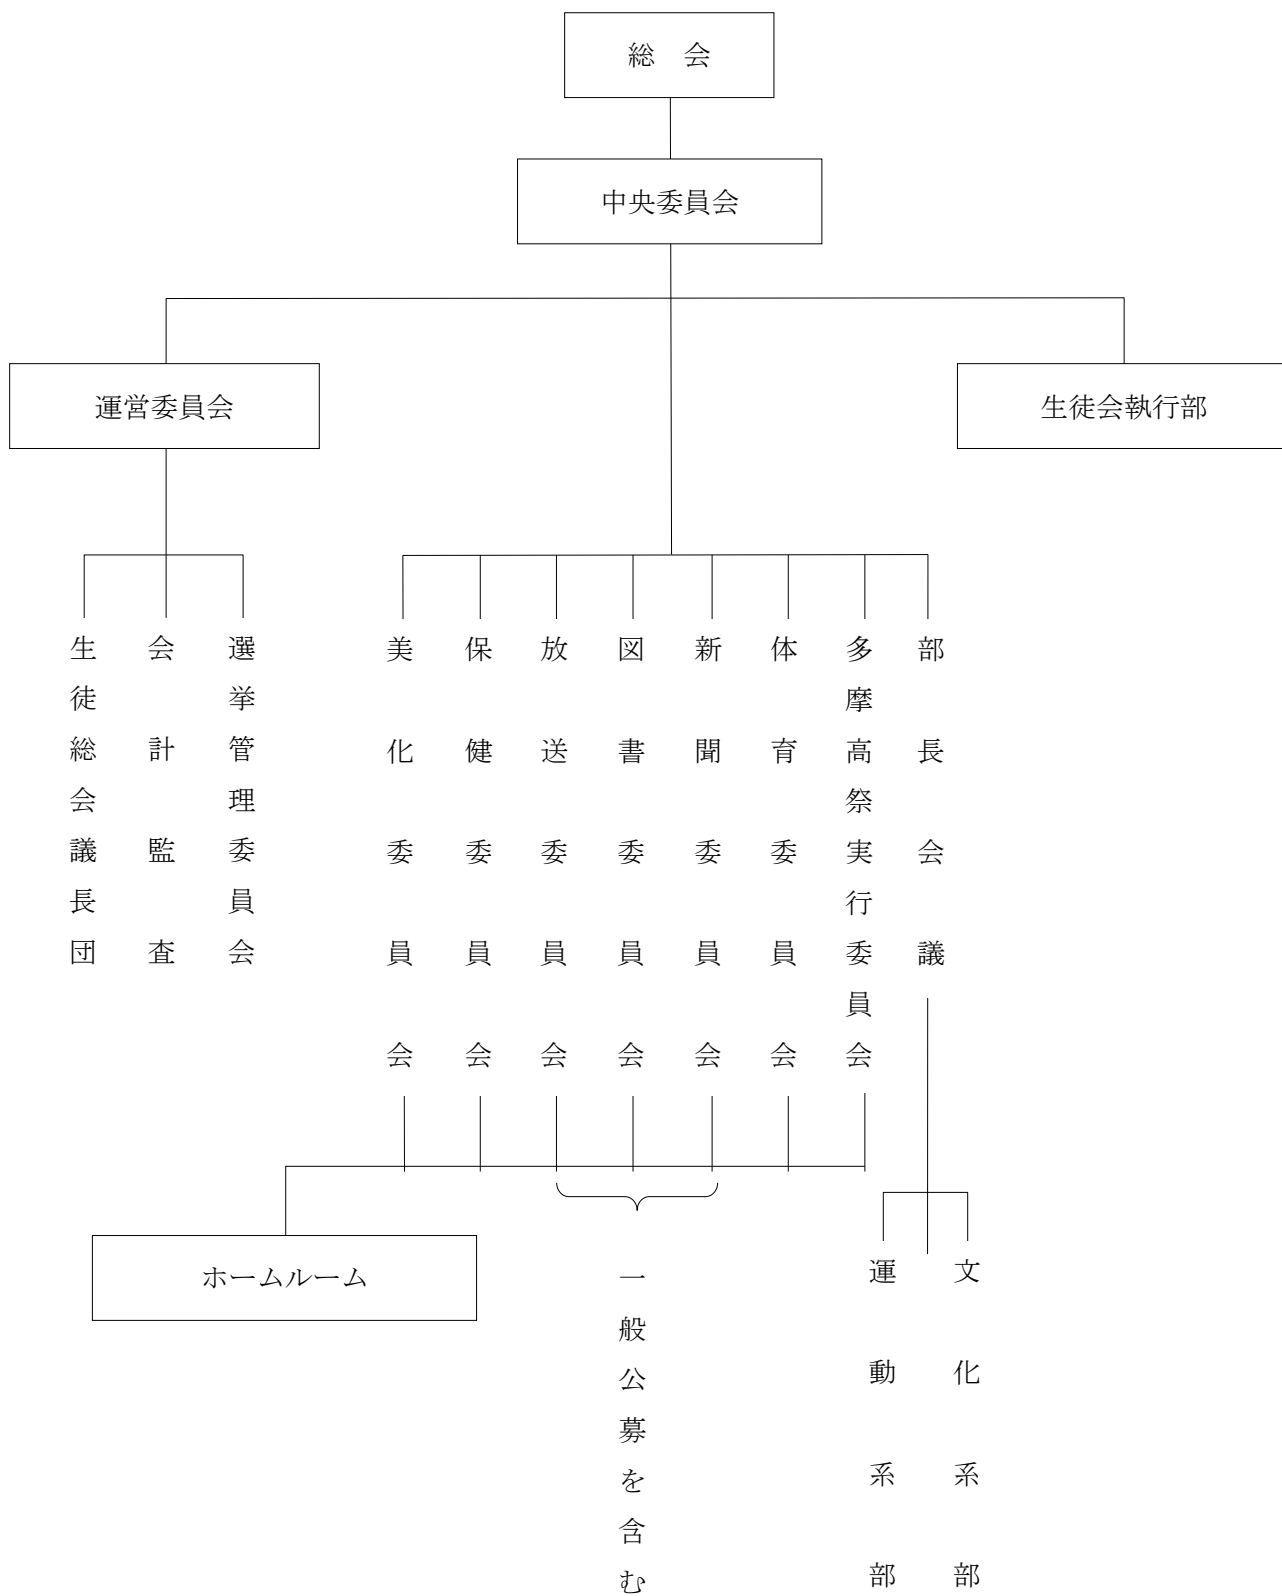 総　会
中央委員会
運営委員会
生徒会執行部
生徒総会議長団
会計監査
選挙管理委員会
美化委員会
保健委員会
放送委員会
図書委員会
新聞委員会
体育委員会
多摩高祭実行委員会
部長会議
ホームルーム
一般公募を含む
運動系部
文化系部